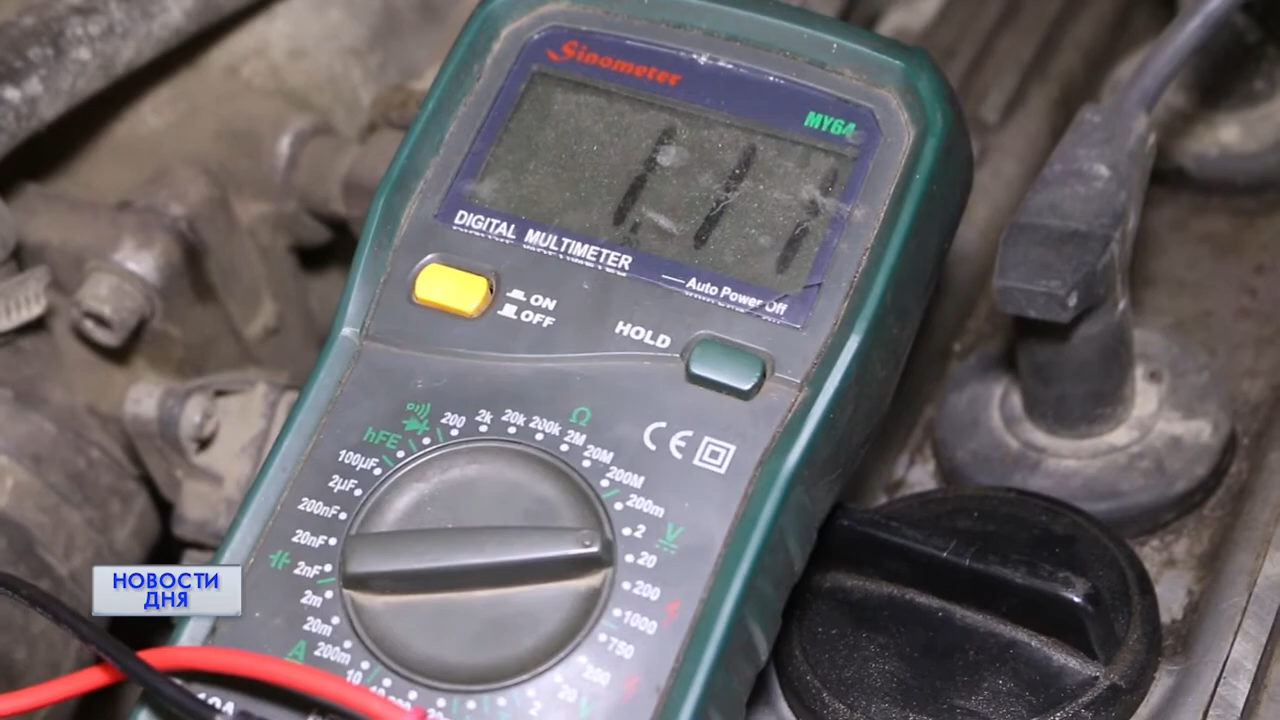 Sinometer
MY64
1.11
DIGITAL MULTIMETER
Auto Power Off
ON
OFF
HOLD
hFE
200
2k
20k
200k
Ω
2M
20M
200M
100µF
2µF
200nF
20nF
2nF
200m
V
2
20
200
1000
750
2m
20m
A
200m
10
20
2
V
10A
CE
НОВОСТИ
ДНЯ